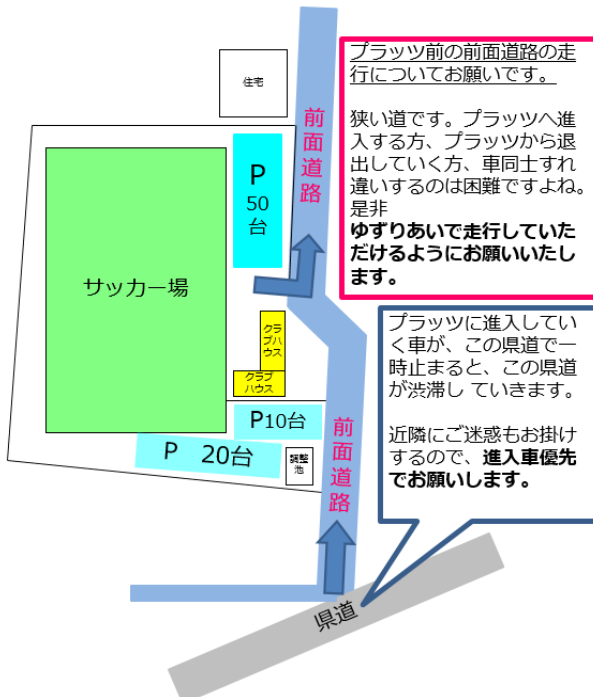 住宅
前面道路
P
50
台
サッカー場
クラブハウス
クラブ
ハウス
P10台
P 20台
調整
池
前面道路
県道
プラッツ前の前面道路の走
行についてお願いです。
狭い道です。プラッツへ進
入する方、プラッツから退
出していく方、車同士すれ
違いするのは困難ですよね。
是非
ゆずりあいで走行していた
だけるようにお願いいたし
ます。
プラッツに進入してい
く車が、この県道で一
時止まると、この県道
が渋滞し ていきます。
近隣にご迷惑もお掛け
するので、進入車優先
でお願いします。